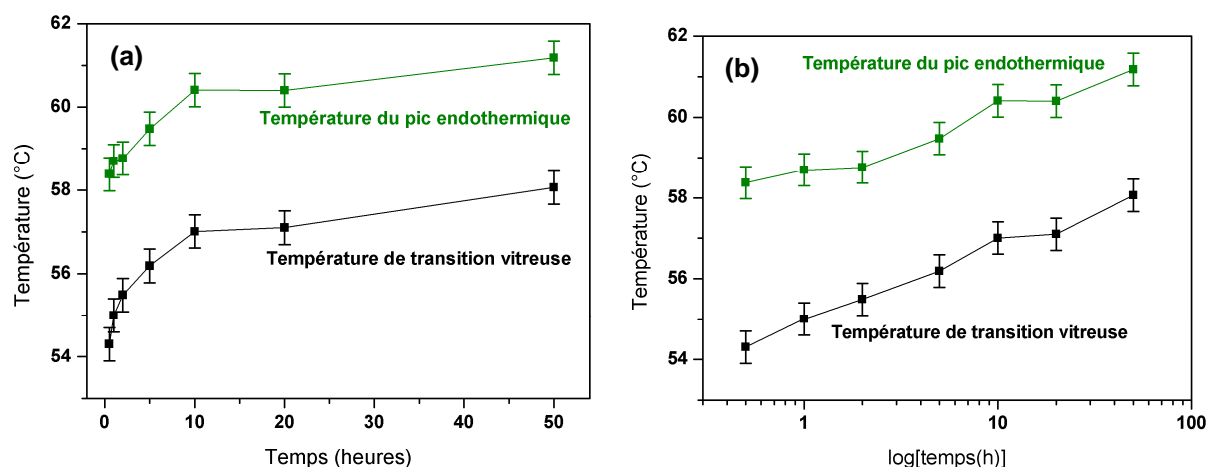 (a)
Température du pic endothermique
Température de transition vitreuse
Température (°C)
62
60
58
56
54
0
10
20
30
40
50
Temps (heures)
(b)
Température du pic endothermique
Température de transition vitreuse
Température (°C)
62
60
58
56
54
1
10
100
log[temps(h)]